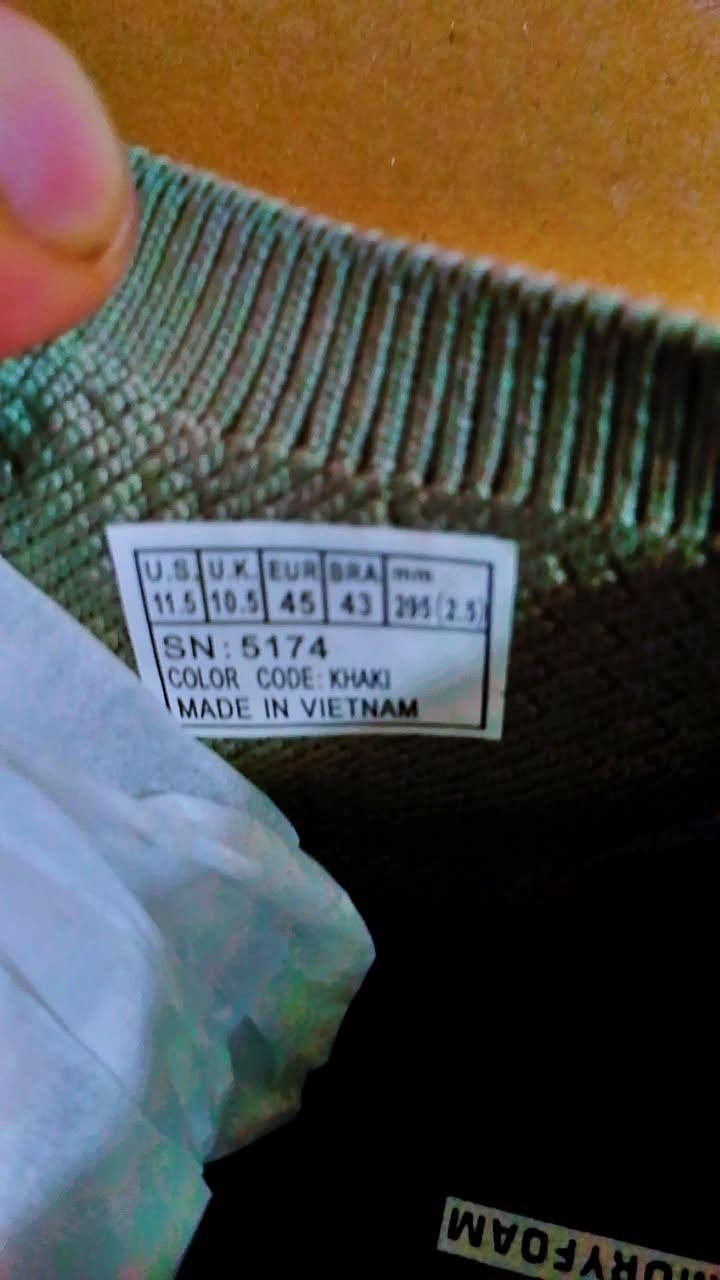 U.S. U.K. EUR BRA mm
11.5 10.5 45 43 295(2.5)
SN: 5174
COLOR CODE: KHAKI
MADE IN VIETNAM